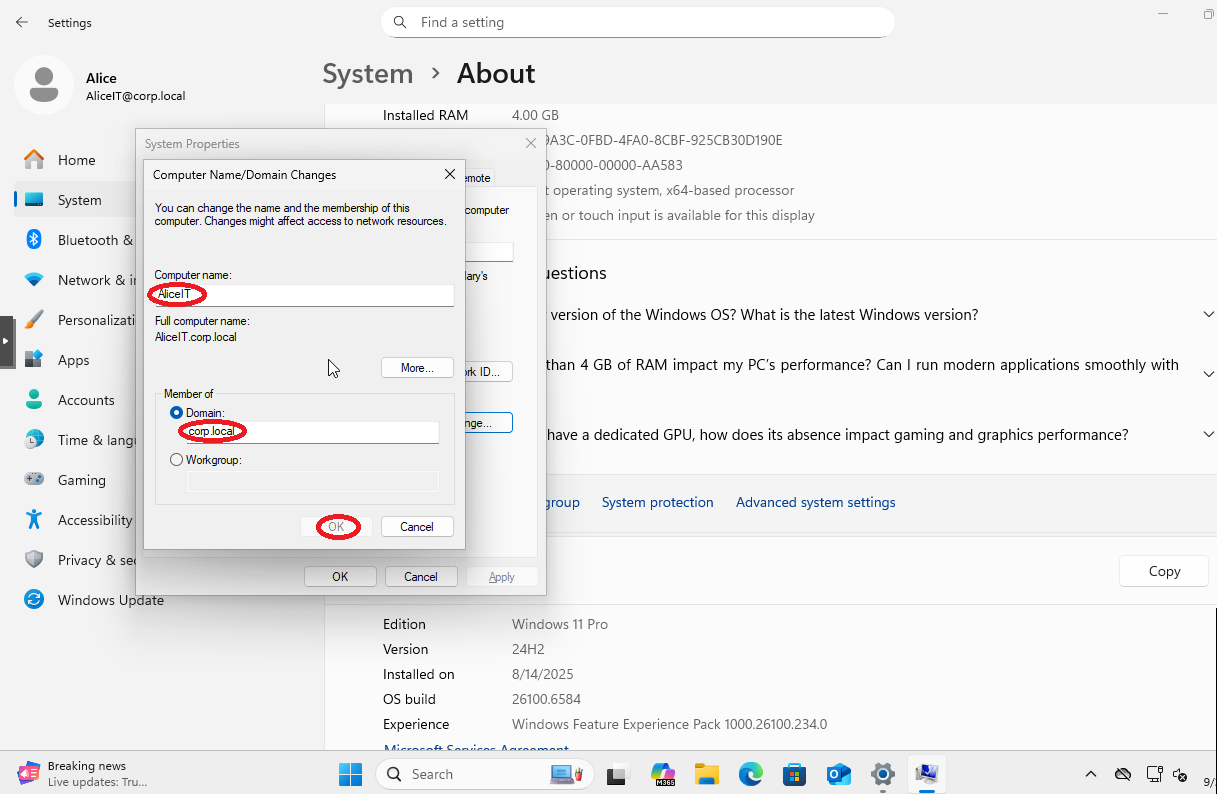 Settings
Find a setting
Alice
AliceIT@corp.local
System > About
Installed RAM 4.00 GB
9A3C-0FBD-4FA0-8CBF-925CB30D190E
0-80000-00000-AA583
t operating system, x64-based processor
en or touch input is available for this display
Home
System
Bluetooth &
Network & in
Personalizati
Apps
Accounts
Time & langu
Gaming
Accessibility
Privacy & sec
Windows Update
System Properties
emote
computer
lary's
rk ID...
nge...
OK
Cancel
Apply
Computer Name/Domain Changes
You can change the name and the membership of this
computer. Changes might affect access to network resources.
Computer name:
AliceIT
Full computer name:
AliceIT.corp.local
More...
Member of
Domain:
corp.local
Workgroup:
OK
Cancel
uestions
version of the Windows OS? What is the latest Windows version?
than 4 GB of RAM impact my PC's performance? Can I run modern applications smoothly with
have a dedicated GPU, how does its absence impact gaming and graphics performance?
group
System protection
Advanced system settings
Copy
Edition Windows 11 Pro
Version 24H2
Installed on 8/14/2025
OS build 26100.6584
Experience Windows Feature Experience Pack 1000.26100.234.0
Microsoft Services Agreement
Breaking news
Live updates: Tru...
Search
M365
9/